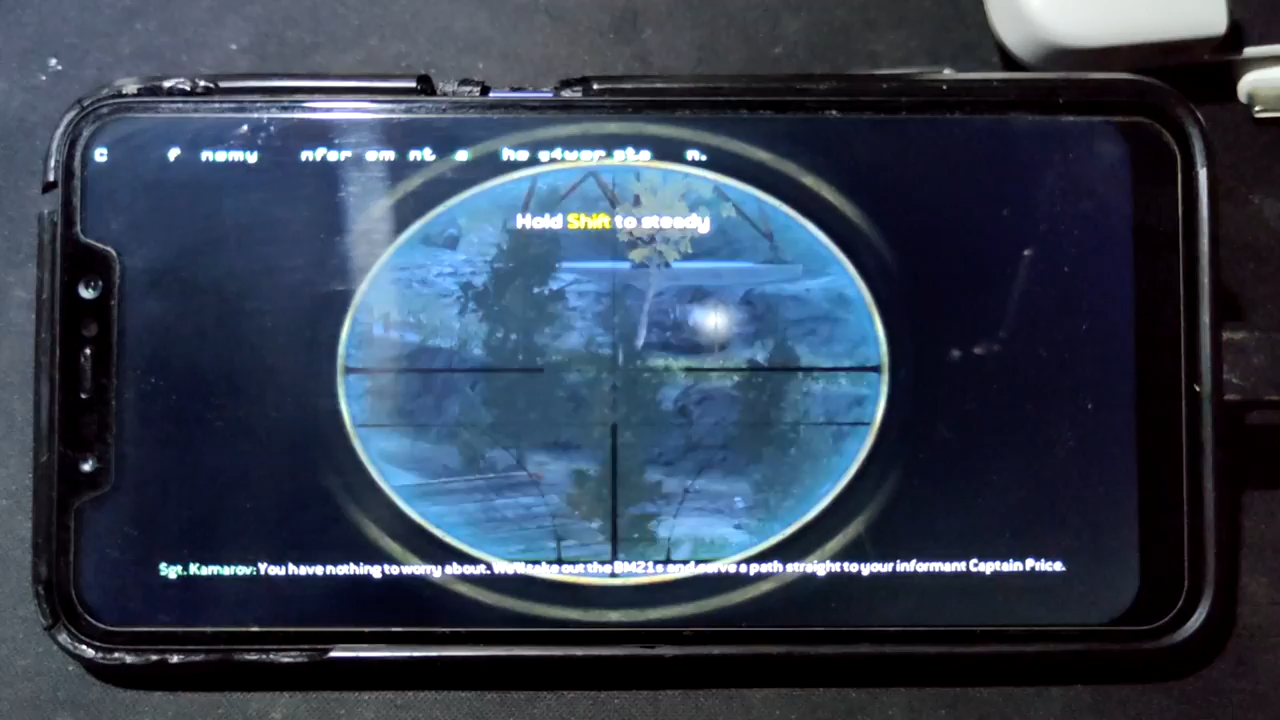 Hold Shift to steady
Sgt. Kamarov: You have nothing to worry about. We'll take out the BM21s and carve a path straight to your informant Captain Price.